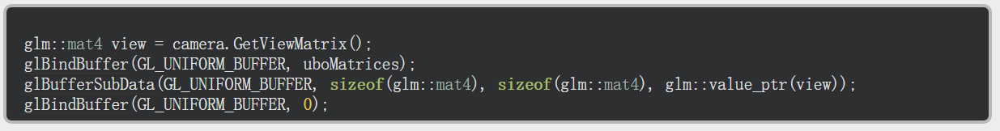 glm::mat4 view = camera.GetViewMatrix();
glBindBuffer(GL_UNIFORM_BUFFER, uboMatrices);
glBufferSubData(GL_UNIFORM_BUFFER, sizeof(glm::mat4), sizeof(glm::mat4), glm::value_ptr(view));
glBindBuffer(GL_UNIFORM_BUFFER, 0);